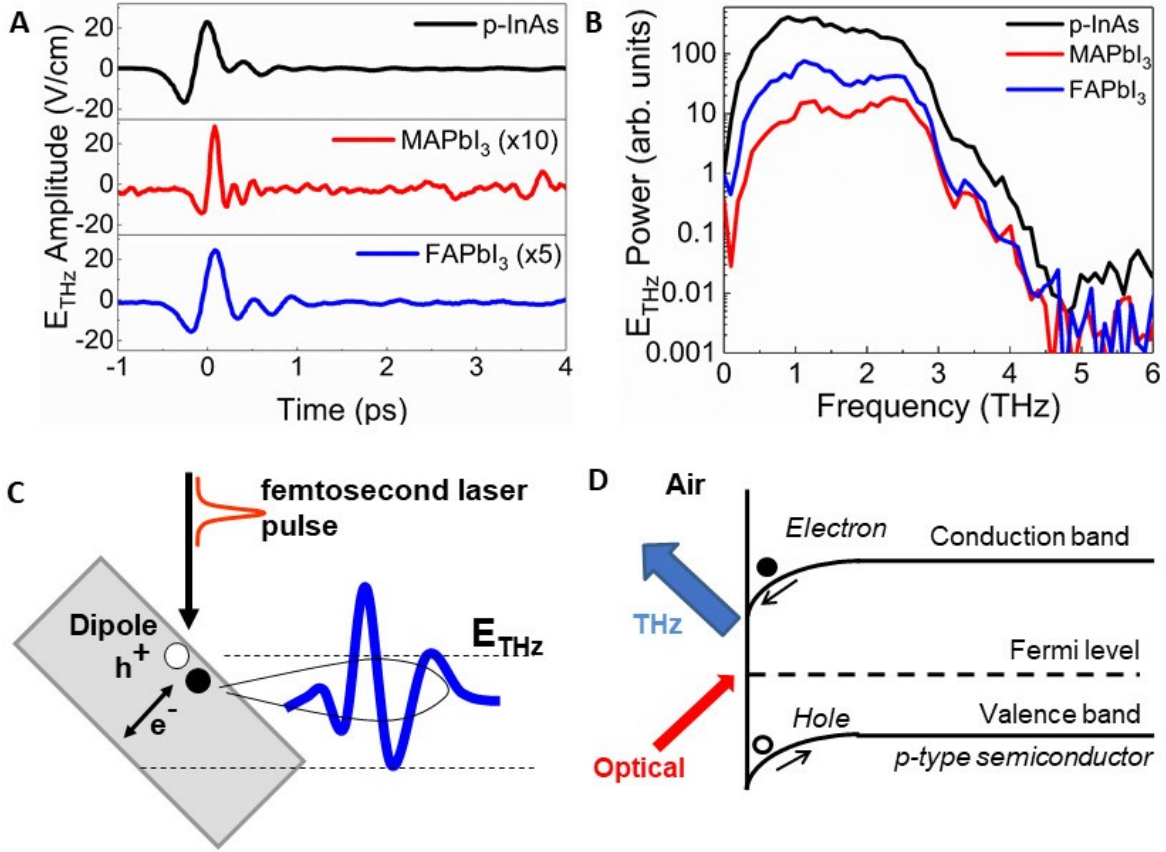 A
p-InAs
MAPbI₃ (x10)
FAPbI₃ (x5)
E_THz Amplitude (V/cm)
20
0
-20
20
0
-20
20
0
-20
-1 0 1 2 3 4
Time (ps)
B
p-InAs
MAPbI₃
FAPbI₃
E_THz Power (arb. units)
100
10
1
0.1
0.01
0.001
0 1 2 3 4 5 6
Frequency (THz)
C
femtosecond laser
pulse
Dipole
h⁺
e⁻
E_THz
D
Air
Electron
Conduction band
THz
Fermi level
Hole
Valence band
Optical
p-type semiconductor